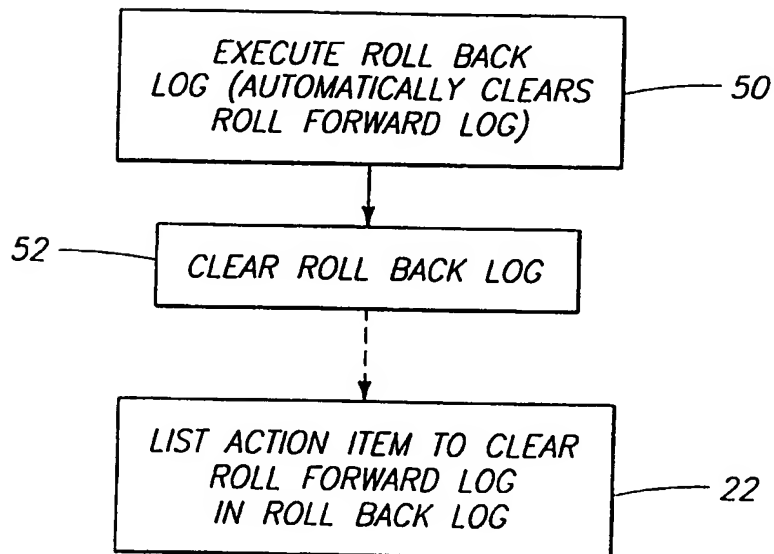 EXECUTE ROLL BACK
LOG (AUTOMATICALLY CLEARS
ROLL FORWARD LOG)
50
52
CLEAR ROLL BACK LOG
LIST ACTION ITEM TO CLEAR
ROLL FORWARD LOG
IN ROLL BACK LOG
22